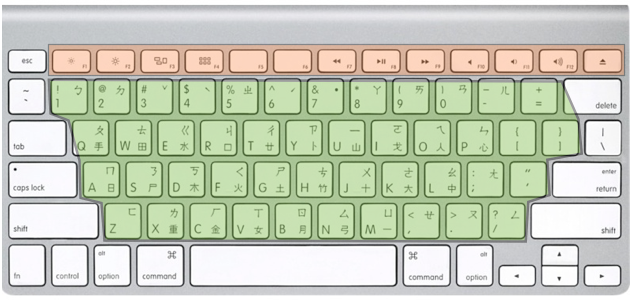 esc F1 F2 F3 F4 F5 F6 F7 F8 F9 F10 F11 F12
~ ` ! ㄅ 1 @ ㄉ 2 # ˇ 3 $ ˋ 4 % ㄓ 5 ^ ˊ 6 & ˙ 7 * ㄚ 8 ( ㄞ 9 ) ㄢ 0 — ㄦ - + = delete
tab ㄆ Q 手 ㄊ W 田 ㄍ E 水 ㄐ R 口 ㄔ T 廿 ㄗ Y 卜 ㄧ U 山 ㄛ I 戈 ㄟ O 人 ㄣ P 心 { [ } ] | \
caps lock ㄇ A 日 ㄋ S 尸 ㄎ D 木 ㄑ F 火 ㄕ G 土 ㄘ H 竹 ㄨ J 十 ㄜ K 大 ㄠ L 中 : ㄤ ; " ' enter return
shift ㄈ Z ㄌ X 重 ㄏ C 金 ㄒ V 女 ㄖ B 月 ㄙ N 弓 ㄩ M 一 < ㄝ , > ㄡ . ? ㄥ / shift
fn control alt option ⌘ command ⌘ command alt option